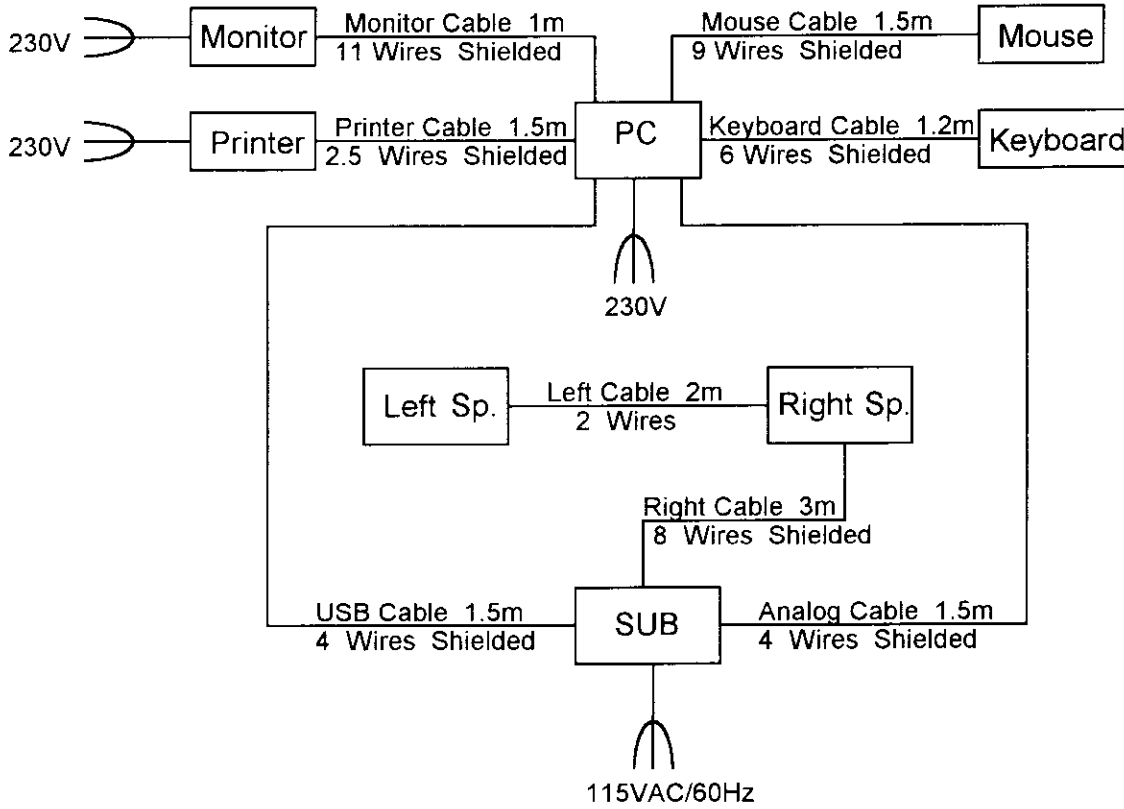 Monitor Cable 1m
Mouse Cable 1.5m
230V
Monitor
11 Wires Shielded
9 Wires Shielded
Mouse
Printer Cable 1.5m
Keyboard Cable 1.2m
230V
Printer
2.5 Wires Shielded
PC
6 Wires Shielded
Keyboard
230V
Left Sp.
Left Cable 2m
2 Wires
Right Sp.
Right Cable 3m
8 Wires Shielded
USB Cable 1.5m
4 Wires Shielded
SUB
Analog Cable 1.5m
4 Wires Shielded
115VAC/60Hz